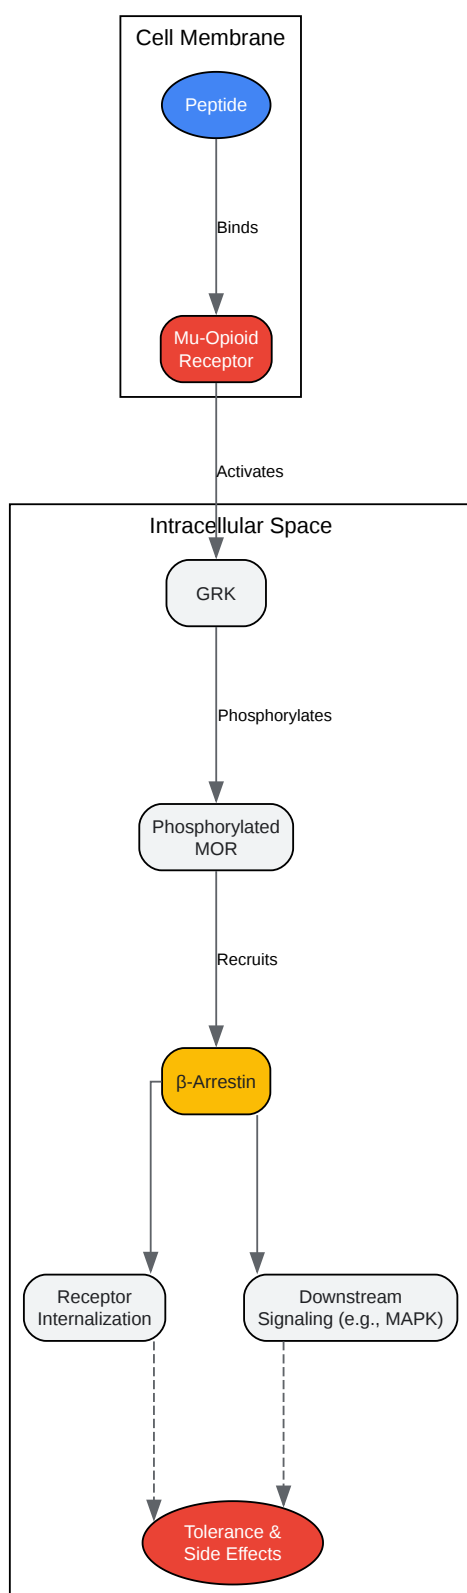 Cell Membrane
Peptide
Binds
Mu-Opioid
Receptor
Activates
Intracellular Space
GRK
Phosphorylates
Phosphorylated
MOR
Recruits
β-Arrestin
Receptor
Internalization
Downstream
Signaling (e.g., MAPK)
Tolerance &
Side Effects